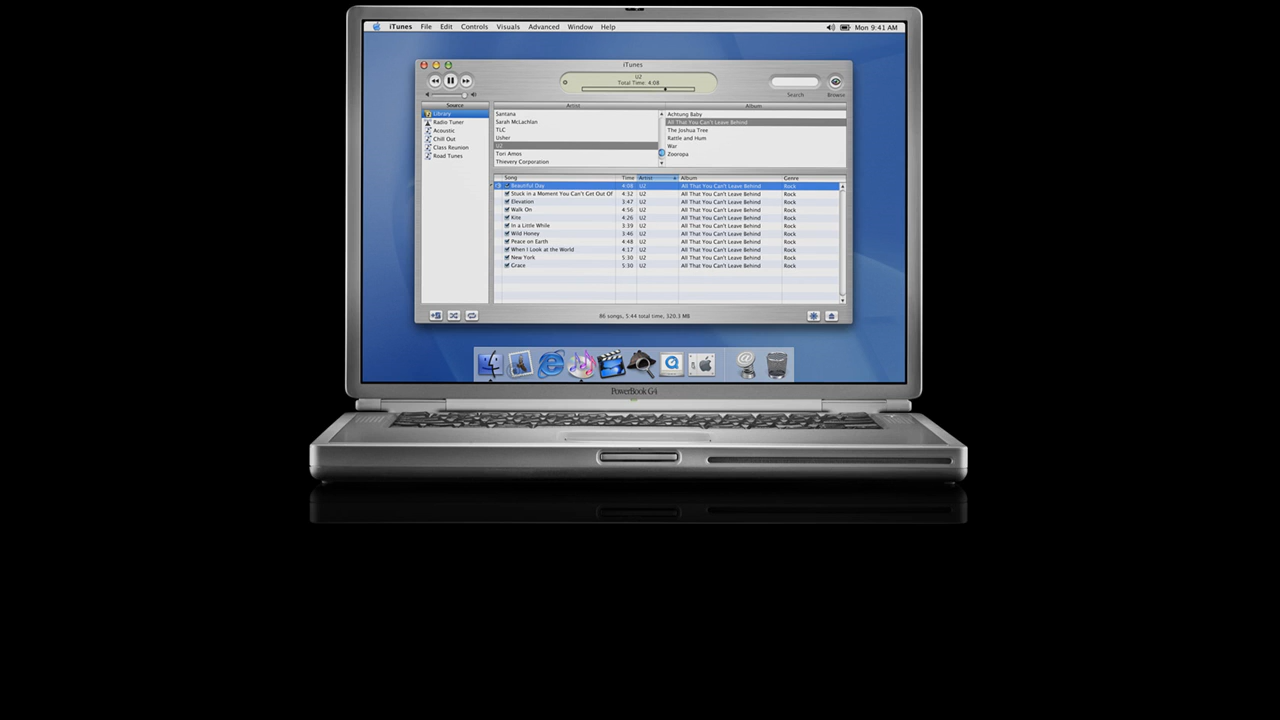 iTunes File Edit Controls Visuals Advanced Window Help Mon 9:41 AM
iTunes
U2
Total Time: 4:08
Search Browse
Source Artist Album
Library
Radio Tuner
Acoustic
Chill Out
Class Reunion
Road Tunes
Santana
Sarah McLachlan
TLC
Usher
U2
Tori Amos
Thievery Corporation
Achtung Baby
All That You Can't Leave Behind
The Joshua Tree
Rattle and Hum
War
Zooropa
Song Time Artist Album Genre
Beautiful Day 4:08 U2 All That You Can't Leave Behind Rock
Stuck in a Moment You Can't Get Out Of 4:32 U2 All That You Can't Leave Behind Rock
Elevation 3:47 U2 All That You Can't Leave Behind Rock
Walk On 4:56 U2 All That You Can't Leave Behind Rock
Kite 4:26 U2 All That You Can't Leave Behind Rock
In a Little While 3:39 U2 All That You Can't Leave Behind Rock
Wild Honey 3:46 U2 All That You Can't Leave Behind Rock
Peace on Earth 4:48 U2 All That You Can't Leave Behind Rock
When I Look at the World 4:17 U2 All That You Can't Leave Behind Rock
New York 5:30 U2 All That You Can't Leave Behind Rock
Grace 5:30 U2 All That You Can't Leave Behind Rock
86 songs, 5:44 total time, 320.3 MB
PowerBook G4